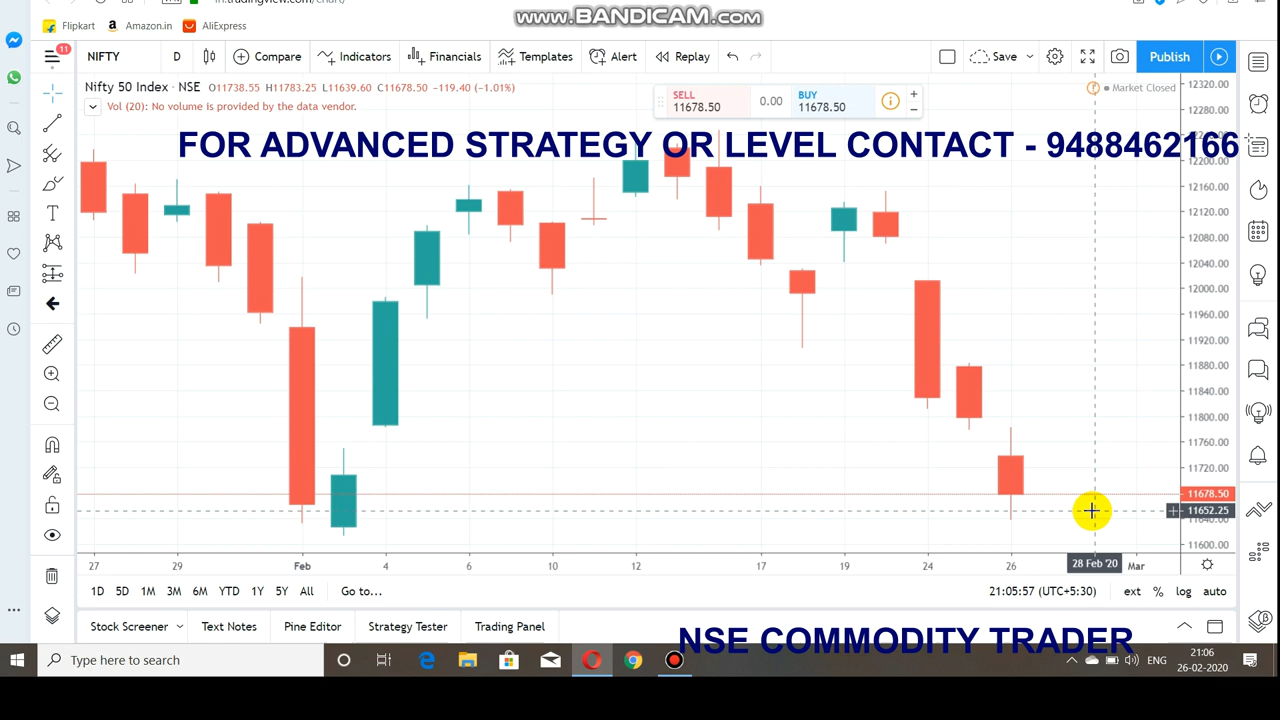 www.BANDICAM.com
Flipkart
Amazon.in
AliExpress
11
NIFTY
D
Compare
Indicators
Financials
Templates
Alert
Replay
Save
Publish
Nifty 50 Index · NSE O11738.55 H11783.25 L11639.60 C11678.50 −119.40 (−1.01%)
Vol (20): No volume is provided by the data vendor.
SELL
11678.50
0.00
BUY
11678.50
Market Closed
FOR ADVANCED STRATEGY OR LEVEL CONTACT - 9488462166
12320.00
12280.00
12200.00
12160.00
12120.00
12080.00
12040.00
12000.00
11960.00
11920.00
11880.00
11840.00
11800.00
11760.00
11720.00
11678.50
11652.25
11640.00
11600.00
27
29
Feb
4
6
10
12
17
19
24
26
28 Feb '20
Mar
1D 5D 1M 3M 6M YTD 1Y 5Y All
Go to...
21:05:57 (UTC+5:30)
ext % log auto
Stock Screener
Text Notes
Pine Editor
Strategy Tester
Trading Panel
NSE COMMODITY TRADER
Type here to search
ENG
21:06
26-02-2020